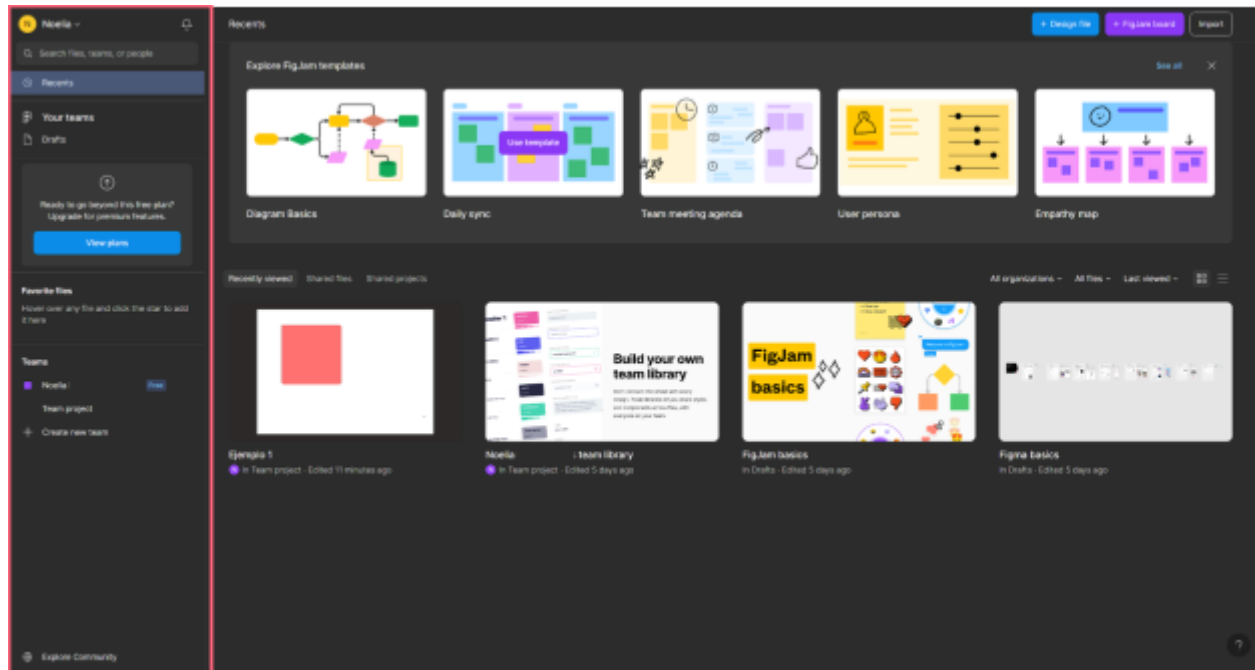 N Noelia
Search files, teams, or people
Recents
Your teams
Drafts
Ready to go beyond this free plan?
Upgrade for premium features.
View plans
Favorite files
Hover over any file and click the star to add
it here
Teams
Noelia Free
Team project
+ Create new team
Explore Community
Recents
+ Design file + FigJam board Import
Explore FigJam templates See all
Use template
Diagram Basics Daily sync Team meeting agenda User persona Empathy map
Recently viewed Shared files Shared projects All organizations All files Last viewed
Build your own
team library
FigJam
basics
Ejemplo 1 Noelia team library FigJam basics Figma basics
N In Team project · Edited 11 minutes ago N In Team project · Edited 5 days ago In Drafts · Edited 5 days ago In Drafts · Edited 5 days ago
?